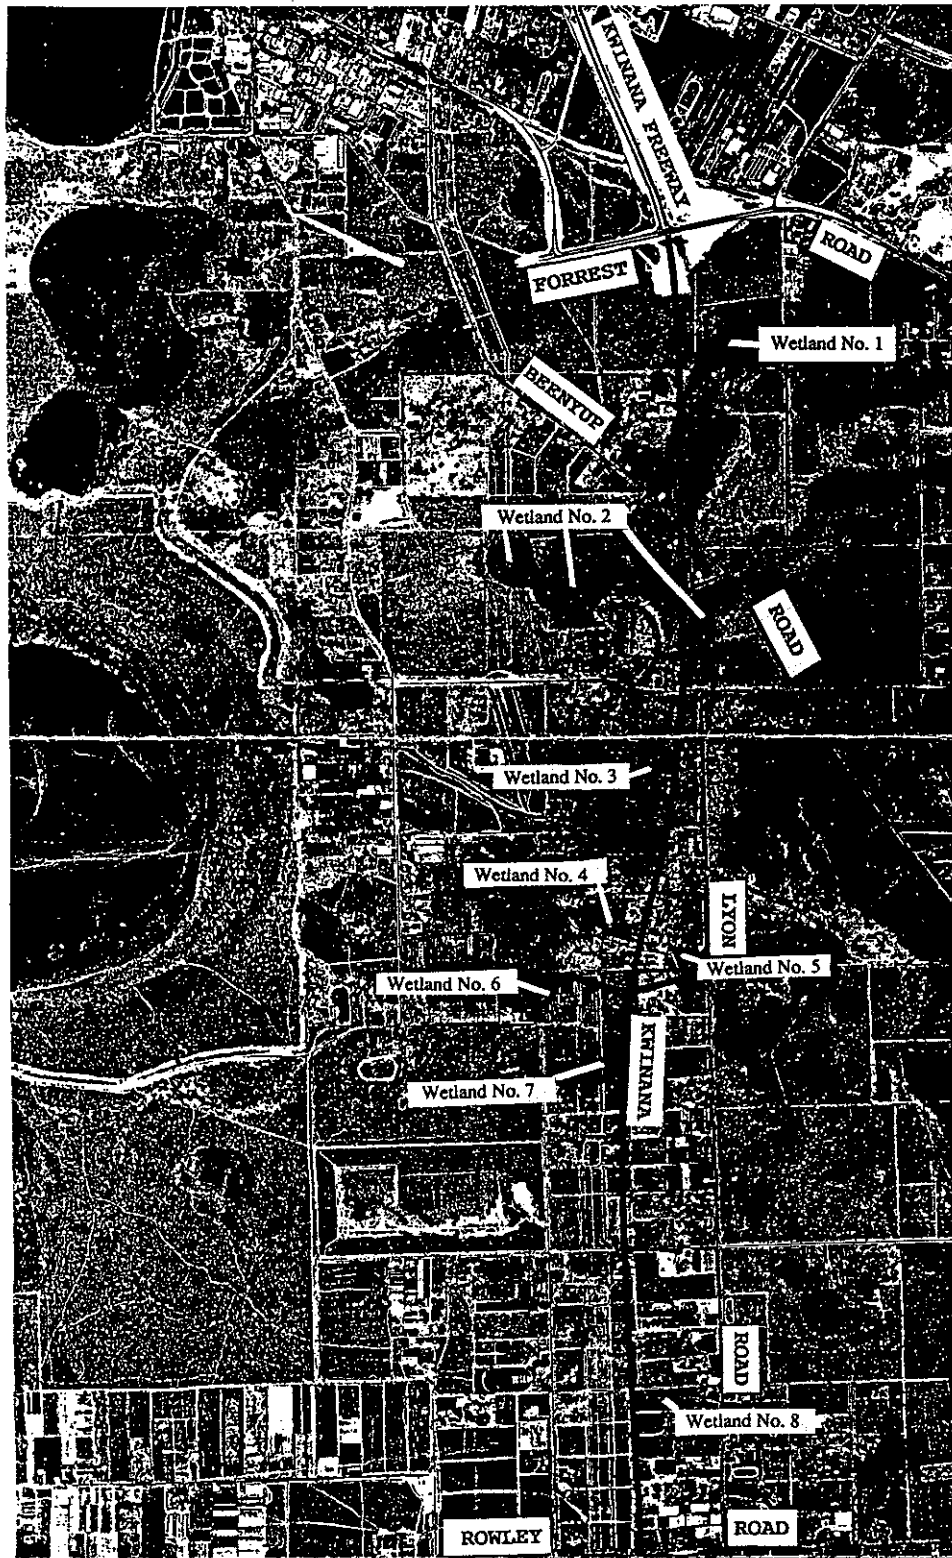 KWINANA FREEWAY
ROAD
FORREST
Wetland No. 1
BEENYUP
Wetland No. 2
ROAD
Wetland No. 3
Wetland No. 4
LYON
Wetland No. 5
Wetland No. 6
KWINANA
Wetland No. 7
ROAD
Wetland No. 8
ROWLEY
ROAD